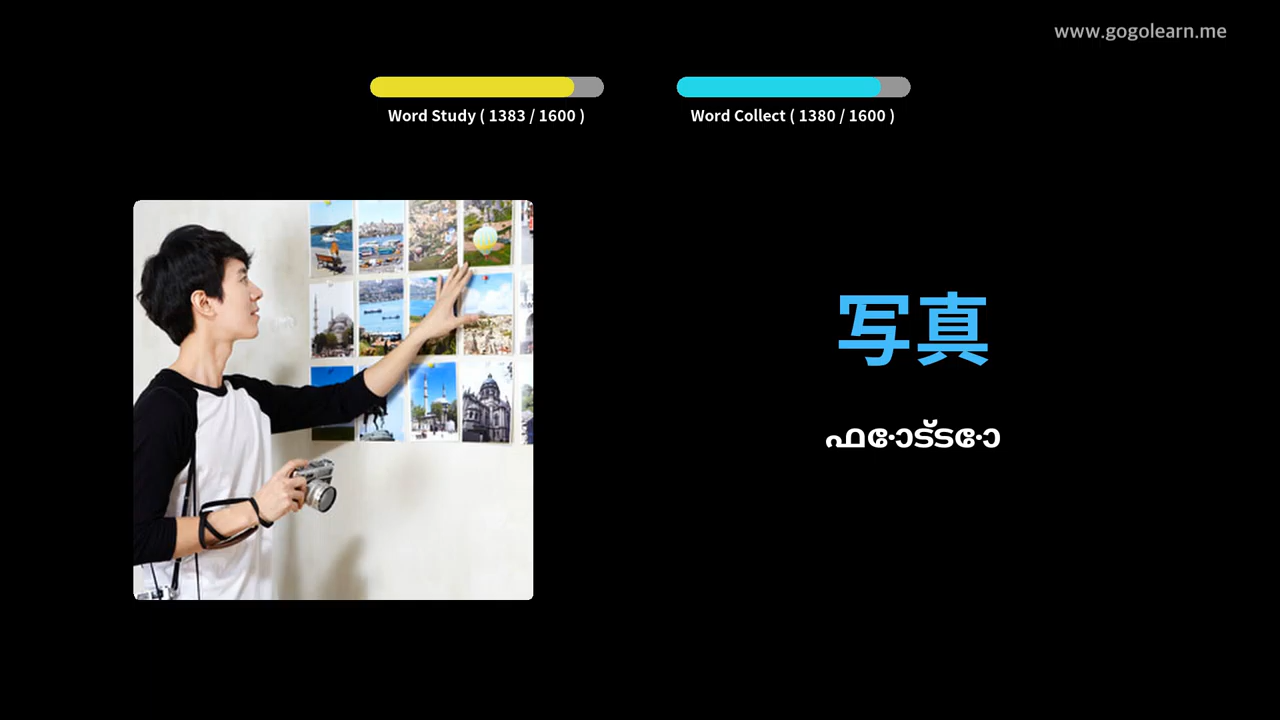 www.gogolearn.me
Word Study ( 1383 / 1600 )
Word Collect ( 1380 / 1600 )
写真
ഫോട്ടോ